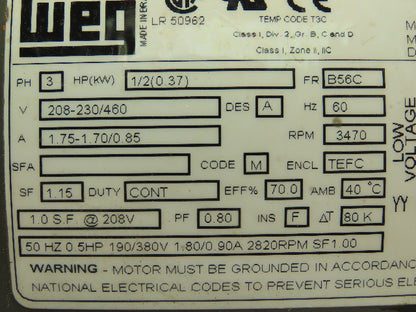 WEG
MADE IN BR
LR 50962
TEMP CODE T3C
Class I, Div. 2, Gr. B, C and D
Class I, Zone II, IIC
PH 3 HP(KW) 1/2(0.37) FR B56C
V 208-230/460 DES A Hz 60
A 1.75-1.70/0.85 RPM 3470
SFA CODE M ENCL TEFC
SF 1.15 DUTY CONT EFF% 70.0 AMB 40 °C
1.0 S.F. @ 208V PF 0.80 INS F ΔT 80 K
50 HZ 0.5HP 190/380V 1.80/0.90A 2820RPM SF1.00
WARNING - MOTOR MUST BE GROUNDED IN ACCORDANC
NATIONAL ELECTRICAL CODES TO PREVENT SERIOUS EL
LOW
VOLTAGE
YY